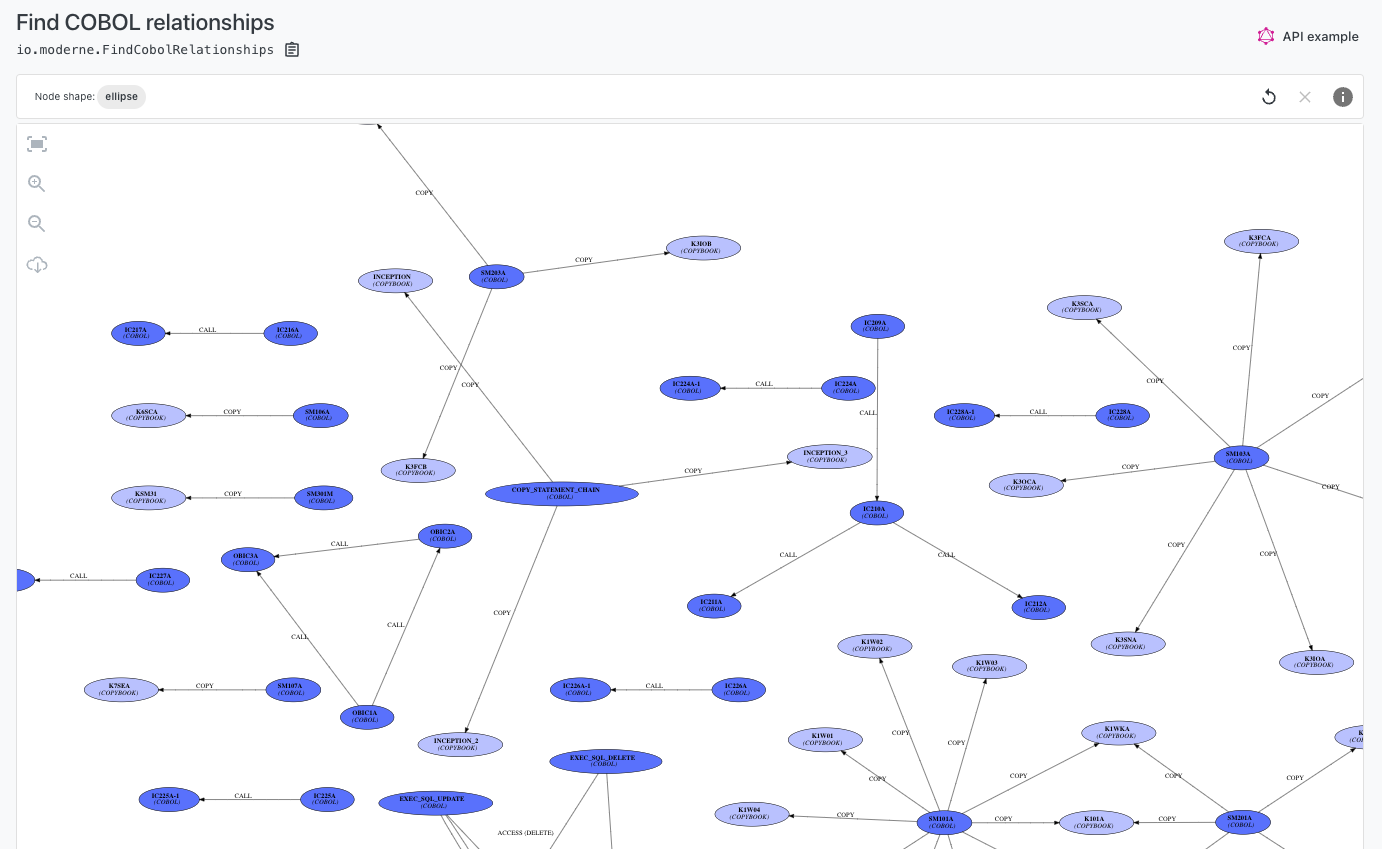 Find COBOL relationships
io.moderne.FindCobolRelationships
API example
Node shape: ellipse
COPY
K3IOB
(COPYBOOK)
K3FCA
(COPYBOOK)
COPY
SM203A
(COBOL)
INCEPTION
(COPYBOOK)
K3SCA
(COPYBOOK)
IC217A
(COBOL)
CALL
IC216A
(COBOL)
IC209A
(COBOL)
COPY
COPY
COPY
COPY
COPY
IC224A-1
(COBOL)
CALL
IC224A
(COBOL)
K6SCA
(COPYBOOK)
COPY
SM106A
(COBOL)
CALL
IC228A-1
(COBOL)
CALL
IC228A
(COBOL)
K3FCB
(COPYBOOK)
COPY
INCEPTION_3
(COPYBOOK)
SM103A
(COBOL)
COPY
K3OCA
(COPYBOOK)
COPY
KSM31
(COPYBOOK)
COPY
SM301M
(COBOL)
COPY_STATEMENT_CHAIN
(COBOL)
IC210A
(COBOL)
OBIC2A
(COBOL)
CALL
OBIC3A
(COBOL)
CALL
CALL
COPY
COPY
CALL
IC227A
(COBOL)
IC211A
(COBOL)
IC212A
(COBOL)
COPY
CALL
CALL
K1W02
(COPYBOOK)
K1W03
(COPYBOOK)
K3SNA
(COPYBOOK)
K3IOA
(COPYBOOK)
K7SEA
(COPYBOOK)
COPY
SM107A
(COBOL)
IC226A-1
(COBOL)
CALL
IC226A
(COBOL)
OBIC1A
(COBOL)
INCEPTION_2
(COPYBOOK)
K1W01
(COPYBOOK)
COPY
COPY
K1WKA
(COPYBOOK)
EXEC_SQL_DELETE
(COBOL)
COPY
COPY
COPY
COPY
IC225A-1
(COBOL)
CALL
IC225A
(COBOL)
EXEC_SQL_UPDATE
(COBOL)
K1W04
(COPYBOOK)
COPY
SM101A
(COBOL)
COPY
K101A
(COPYBOOK)
COPY
SM201A
(COBOL)
ACCESS (DELETE)